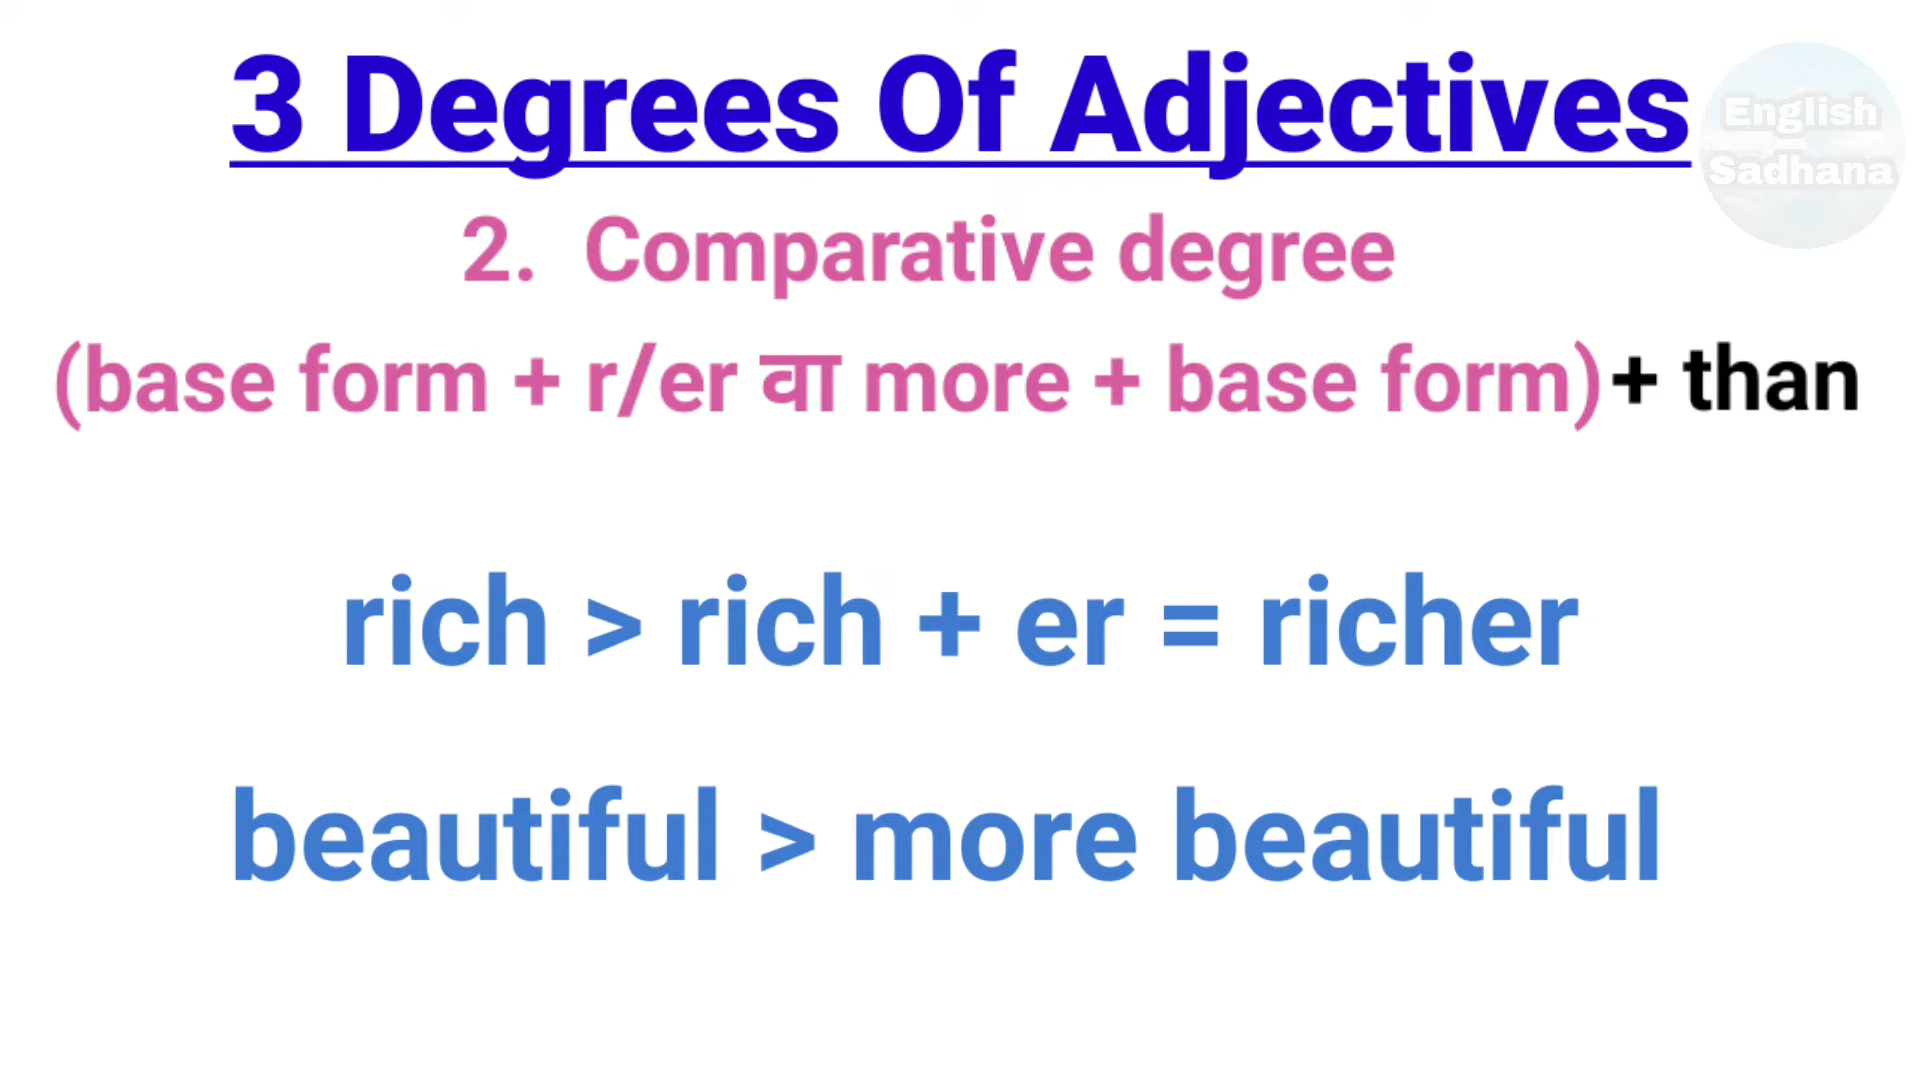 3 Degrees Of Adjectives
English
Sadhana
2. Comparative degree
(base form + r/er वा more + base form) + than
rich > rich + er = richer
beautiful > more beautiful